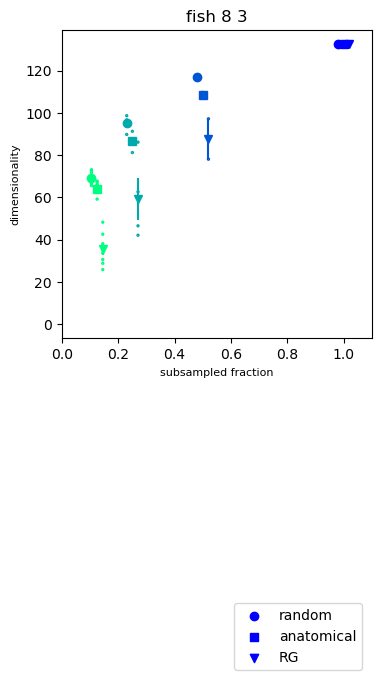 fish 8 3
120
100
80
60
40
20
0
dimensionality
0.0 0.2 0.4 0.6 0.8 1.0
subsampled fraction
random
anatomical
RG